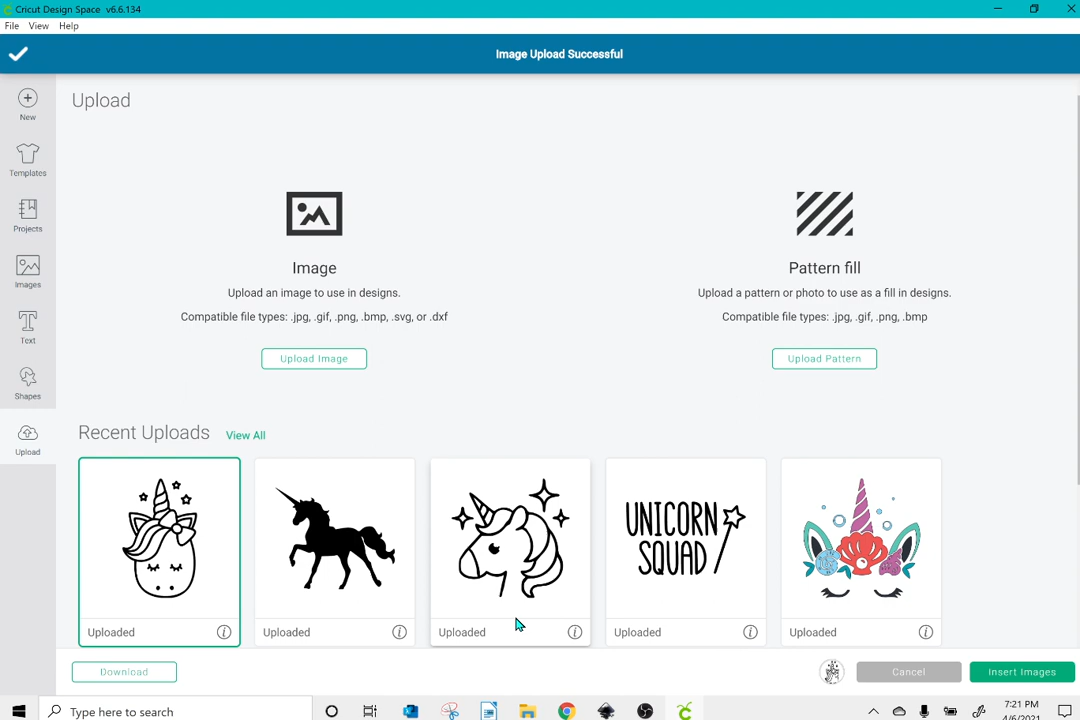 Cricut Design Space v6.6.134
File View Help
Image Upload Successful
New
Templates
Projects
Images
Text
Shapes
Upload
Upload
Image
Upload an image to use in designs.
Compatible file types: .jpg, .gif, .png, .bmp, .svg, or .dxf
Upload Image
Pattern fill
Upload a pattern or photo to use as a fill in designs.
Compatible file types: .jpg, .gif, .png, .bmp
Upload Pattern
Recent Uploads View All
UNICORN
SQUAD
Uploaded Uploaded Uploaded Uploaded Uploaded
Download Cancel Insert Images
Type here to search
7:21 PM
4/6/2021